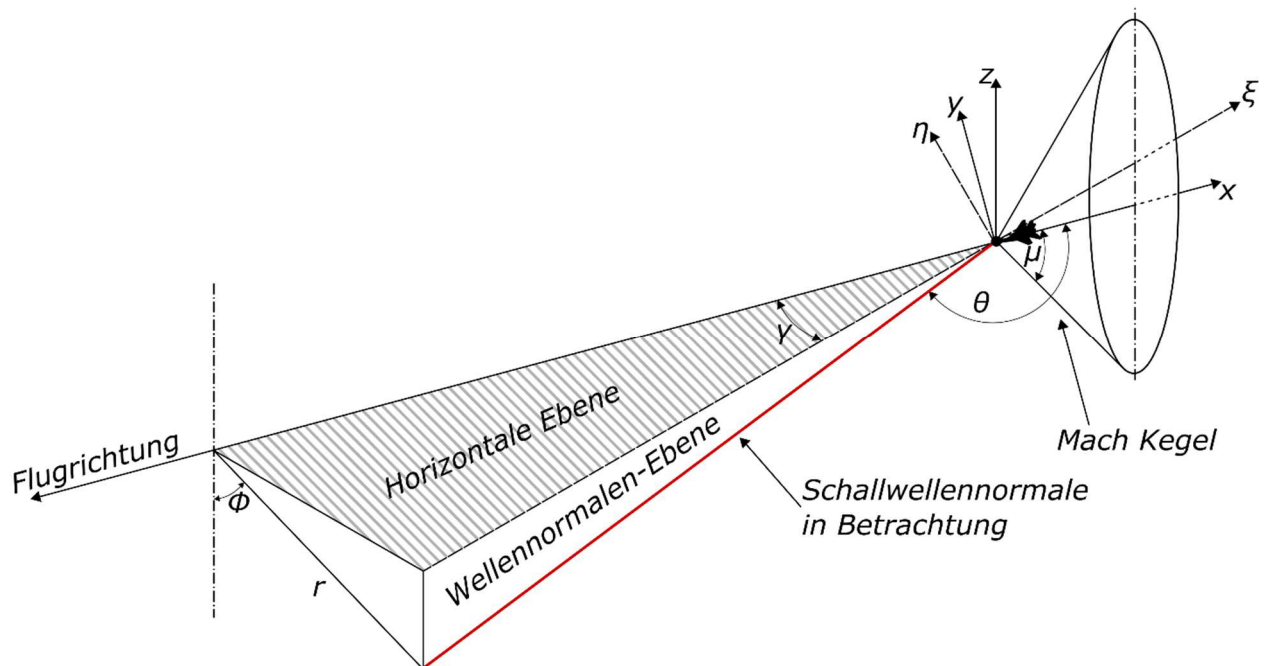 z
y
η
ξ
x
μ
θ
γ
Flugrichtung
Φ
r
Horizontale Ebene
Wellennormalen-Ebene
Mach Kegel
Schallwellennormale
in Betrachtung